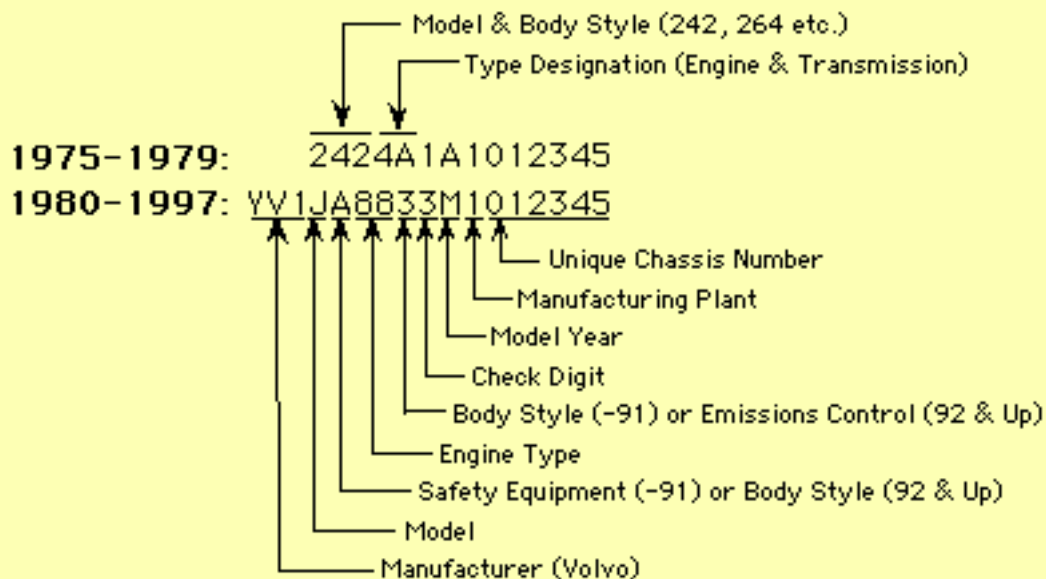 Model & Body Style (242, 264 etc.)
Type Designation (Engine & Transmission)
1975-1979: 2424A1A1012345
1980-1997: YV1JA8833M1012345
Unique Chassis Number
Manufacturing Plant
Model Year
Check Digit
Body Style (-91) or Emissions Control (92 & Up)
Engine Type
Safety Equipment (-91) or Body Style (92 & Up)
Model
Manufacturer (Volvo)